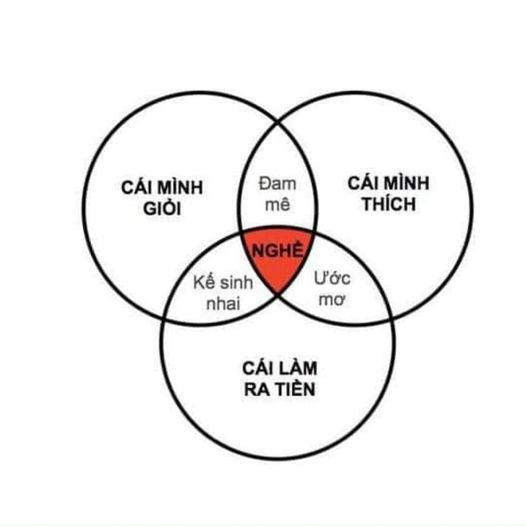 CÁI MÌNH
GIỎI
Đam
mê
CÁI MÌNH
THÍCH
NGHỀ
Kế sinh
nhai
Ước
mơ
CÁI LÀM
RA TIỀN